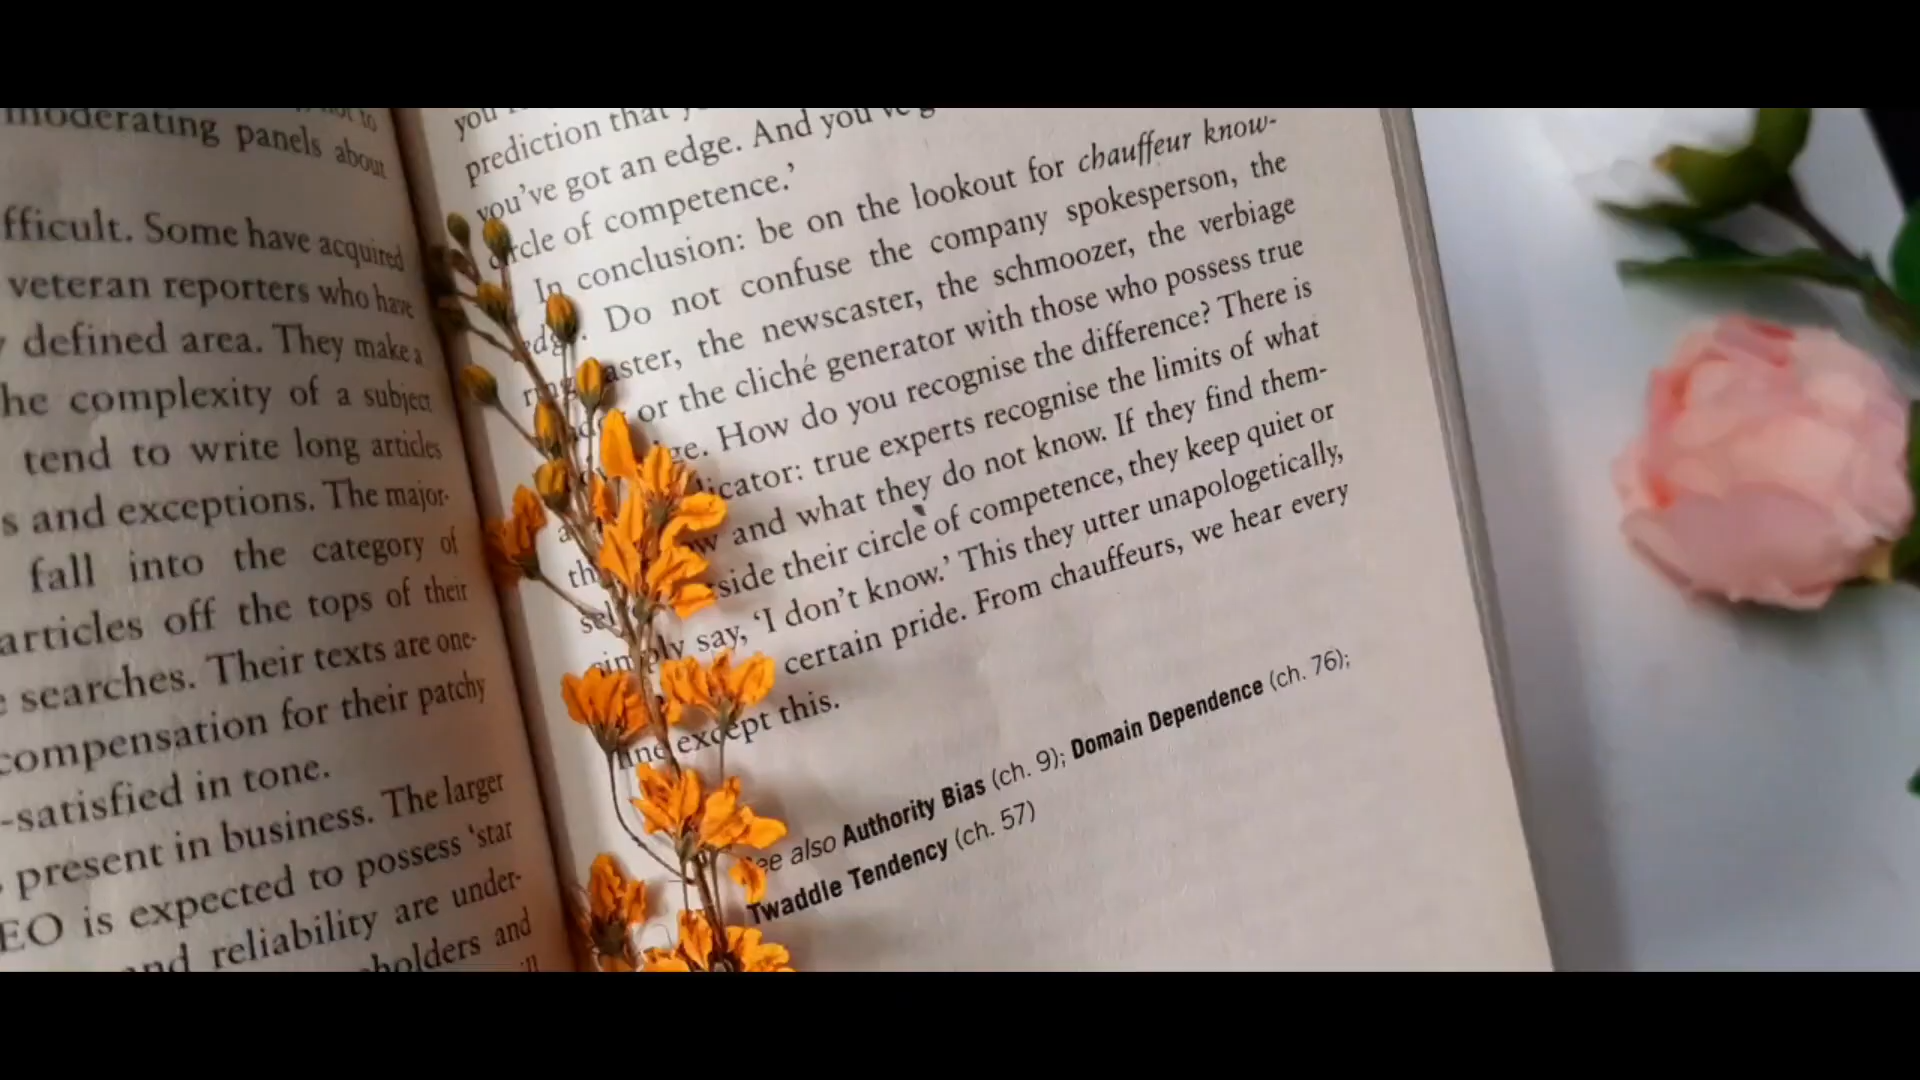 moderating panels about
fficult. Some have acquired
veteran reporters who have
defined area. They make a
he complexity of a subject
tend to write long articles
s and exceptions. The major-
fall into the category of
articles off the tops of their
searches. Their texts are one-
compensation for their patchy
-satisfied in tone.
present in business. The larger
EO is expected to possess ‘star
and reliability are under-
holders and
prediction that
you’ve got an edge. And you’ve
circle of competence.’
In conclusion: be on the lookout for chauffeur know-
Do not confuse the company spokesperson, the
aster, the newscaster, the schmoozer, the verbiage
or the cliché generator with those who possess true
ge. How do you recognise the difference? There is
licator: true experts recognise the limits of what
and what they do not know. If they find them-
side their circle of competence, they keep quiet or
simply say, ‘I don’t know.’ This they utter unapologetically,
certain pride. From chauffeurs, we hear every
line except this.
See also Authority Bias (ch. 9); Domain Dependence (ch. 76);
Twaddle Tendency (ch. 57)